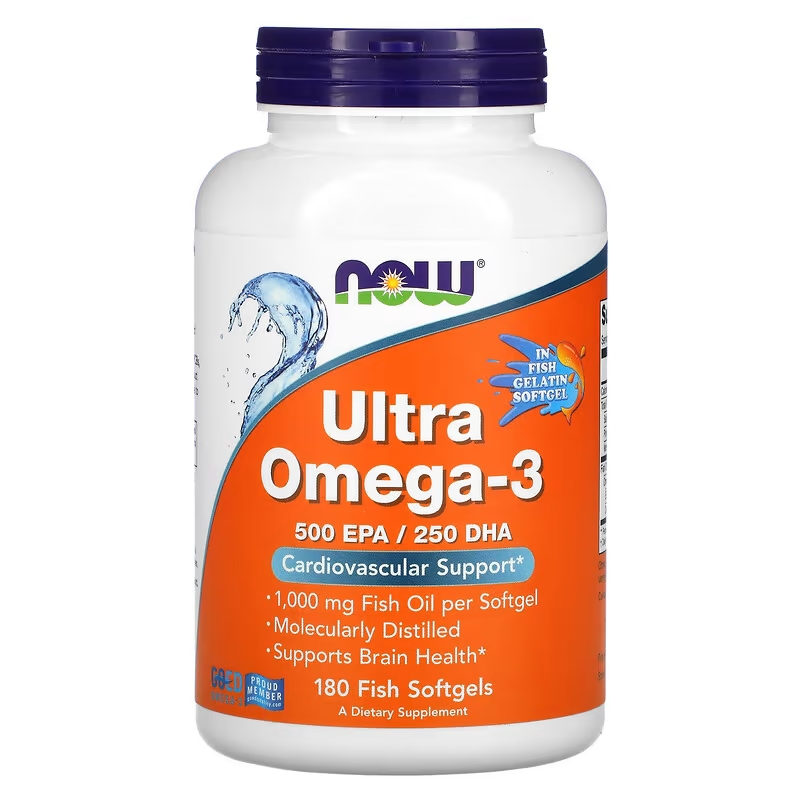 now®
IN
FISH
GELATIN
SOFTGEL
Ultra
Omega-3
500 EPA / 250 DHA
Cardiovascular Support*
•1,000 mg Fish Oil per Softgel
•Molecularly Distilled
•Supports Brain Health*
GOED
PROUD
MEMBER
180 Fish Softgels
A Dietary Supplement